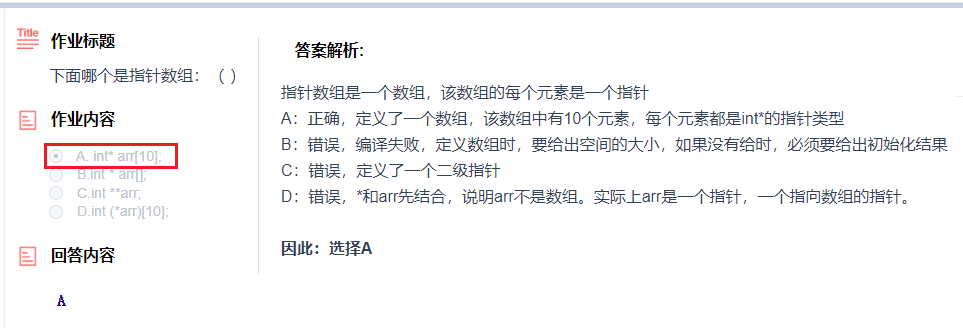 Title
作业标题
下面哪个是指针数组：（ ）
作业内容
A. int* arr[10];
B.int * arr[];
C.int **arr;
D.int (*arr)[10];
回答内容
A
答案解析：
指针数组是一个数组，该数组的每个元素是一个指针
A：正确，定义了一个数组，该数组中有10个元素，每个元素都是int*的指针类型
B：错误，编译失败，定义数组时，要给出空间的大小，如果没有给时，必须要给出初始化结果
C：错误，定义了一个二级指针
D：错误，*和arr先结合，说明arr不是数组。实际上arr是一个指针，一个指向数组的指针。
因此：选择A